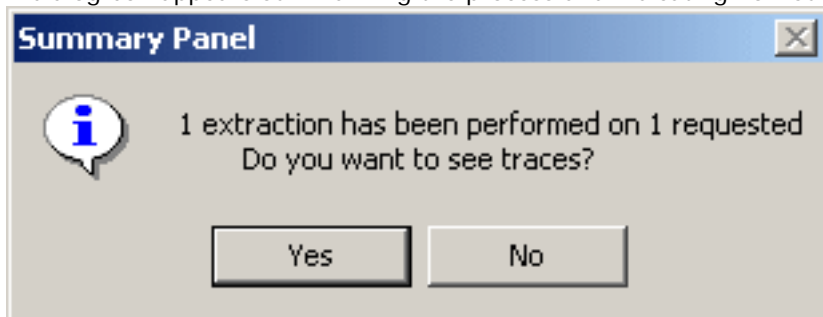 Summary Panel
1 extraction has been performed on 1 requested
Do you want to see traces?
Yes No